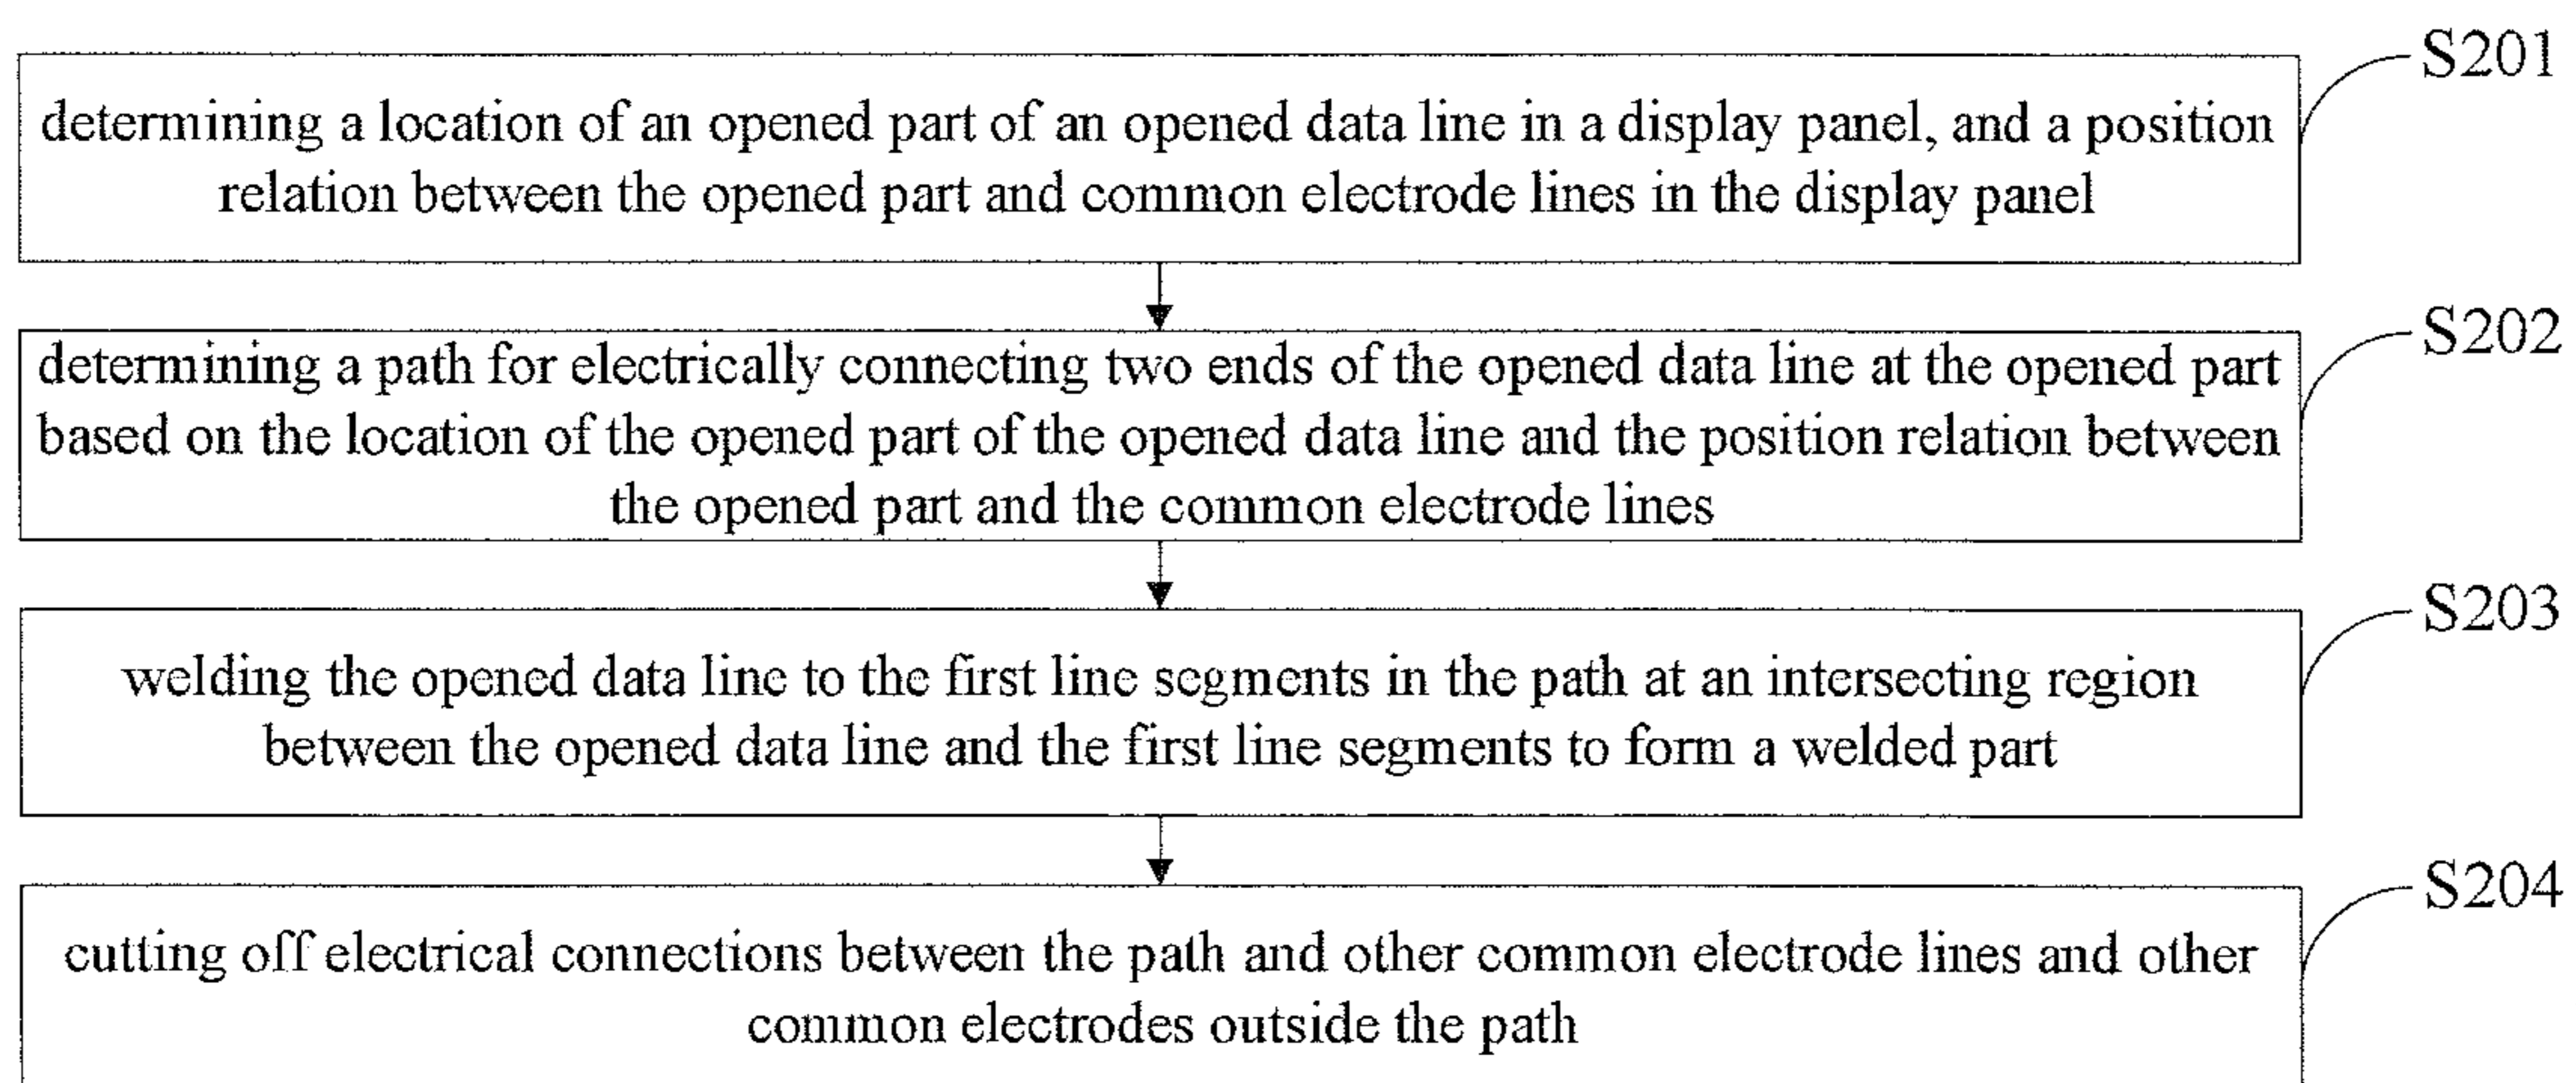 S201
determining a location of an opened part of an opened data line in a display panel, and a position
relation between the opened part and common electrode lines in the display panel
S202
determining a path for electrically connecting two ends of the opened data line at the opened part
based on the location of the opened part of the opened data line and the position relation between
the opened part and the common electrode lines
S203
welding the opened data line to the first line segments in the path at an intersecting region
between the opened data line and the first line segments to form a welded part
S204
cutting off electrical connections between the path and other common electrode lines and other
common electrodes outside the path